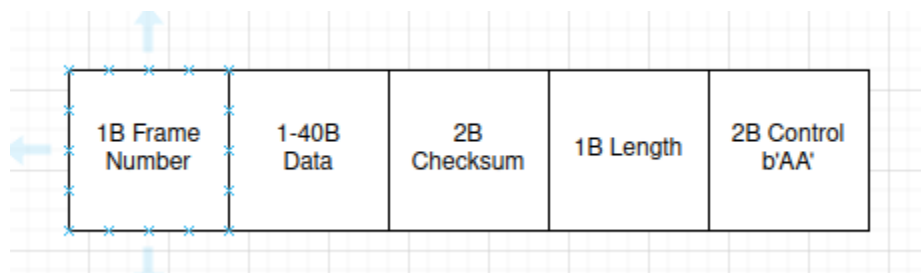 1B Frame
Number
1-40B
Data
2B
Checksum
1B Length
2B Control
b'AA'